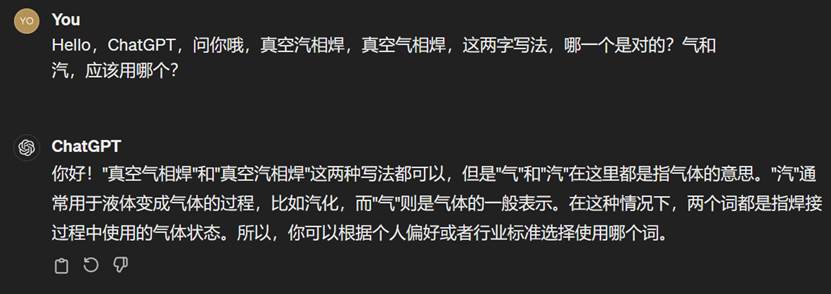 YO
You
Hello，ChatGPT，问你哦，真空汽相焊，真空气相焊，这两字写法，哪一个是对的？气和
汽，应该用哪个？
ChatGPT
你好！"真空气相焊"和"真空汽相焊"这两种写法都可以，但是"气"和"汽"在这里都是指气体的意思。"汽"通
常用于液体变成气体的过程，比如汽化，而"气"则是气体的一般表示。在这种情况下，两个词都是指焊接
过程中使用的气体状态。所以，你可以根据个人偏好或者行业标准选择使用哪个词。